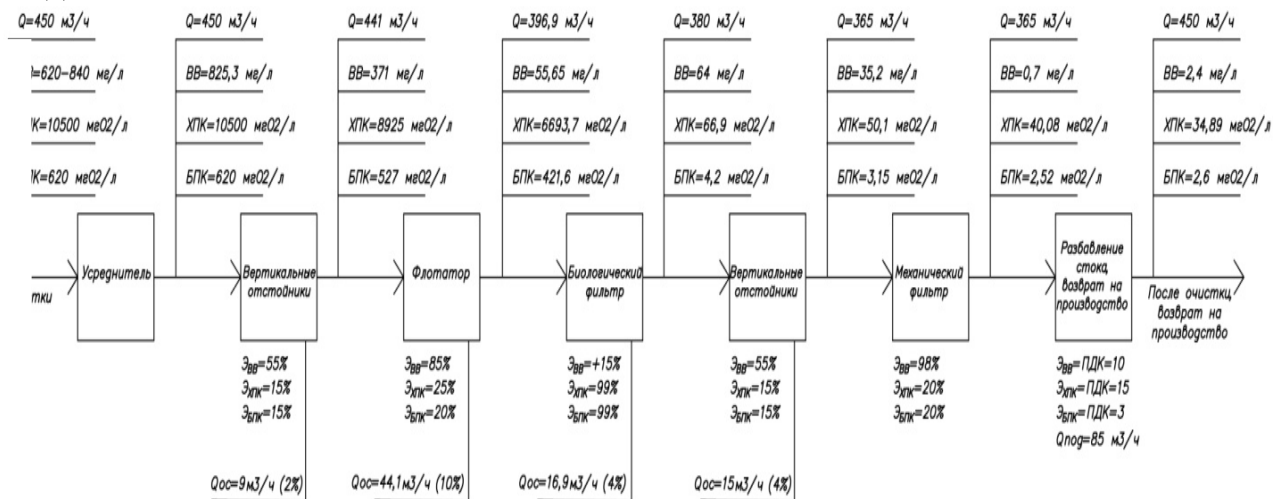 Q=450 м3/ч
Q=450 м3/ч
Q=441 м3/ч
Q=396,9 м3/ч
Q=380 м3/ч
Q=365 м3/ч
Q=365 м3/ч
Q=450 м3/ч
=620-840 мг/л
ВВ=825,3 мг/л
ВВ=371 мг/л
ВВ=55,65 мг/л
ВВ=64 мг/л
ВВ=35,2 мг/л
ВВ=0,7 мг/л
ВВ=2,4 мг/л
ПК=10500 мгО2/л
ХПК=10500 мгО2/л
ХПК=8925 мгО2/л
ХПК=6693,7 мгО2/л
ХПК=66,9 мгО2/л
ХПК=50,1 мгО2/л
ХПК=40,08 мгО2/л
ХПК=34,89 мгО2/л
ПК=620 мгО2/л
БПК=620 мгО2/л
БПК=527 мгО2/л
БПК=421,6 мгО2/л
БПК=4,2 мгО2/л
БПК=3,15 мгО2/л
БПК=2,52 мгО2/л
БПК=2,6 мгО2/л
тки
Усреднитель
Вертикальные
отстойники
Флотатор
Биологический
фильтр
Вертикальные
отстойники
Механический
фильтр
Разбавление
стока,
возврат на
производство
После очистки,
возврат на
производство
ЭВВ=55%
ЭХПК=15%
ЭБПК=15%
ЭВВ=85%
ЭХПК=25%
ЭБПК=20%
ЭВВ=+15%
ЭХПК=99%
ЭБПК=99%
ЭВВ=55%
ЭХПК=15%
ЭБПК=15%
ЭВВ=98%
ЭХПК=20%
ЭБПК=20%
ЭВВ=ПДК=10
ЭХПК=ПДК=15
ЭБПК=ПДК=3
Qпод=85 м3/ч
Qос=9м3/ч (2%)
Qос=44,1м3/ч (10%)
Qос=16,9м3/ч (4%)
Qос=15м3/ч (4%)